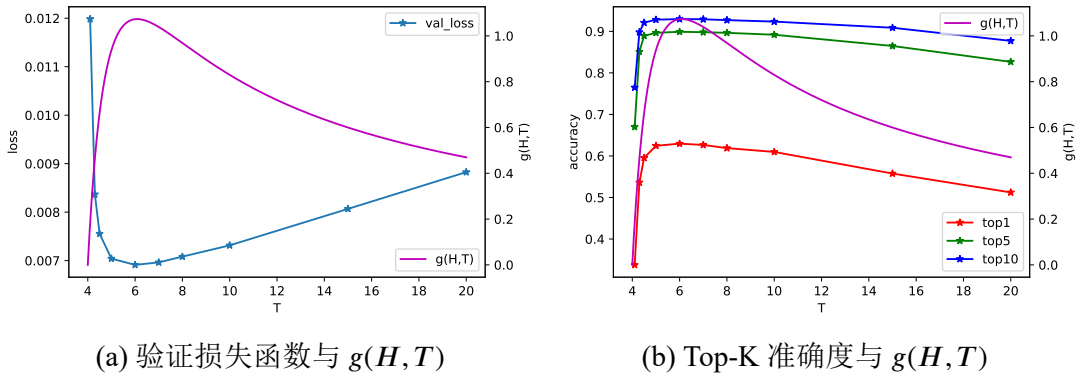 val_loss
g(H,T)
0.012
0.011
0.010
0.009
0.008
0.007
loss
1.0
0.8
0.6
0.4
0.2
0.0
g(H,T)
4 6 8 10 12 14 16 18 20
T
(a) 验证损失函数与 g(H, T)
g(H,T)
top1
top5
top10
0.9
0.8
0.7
0.6
0.5
0.4
accuracy
1.0
0.8
0.6
0.4
0.2
0.0
g(H,T)
4 6 8 10 12 14 16 18 20
T
(b) Top-K 准确度与 g(H, T)